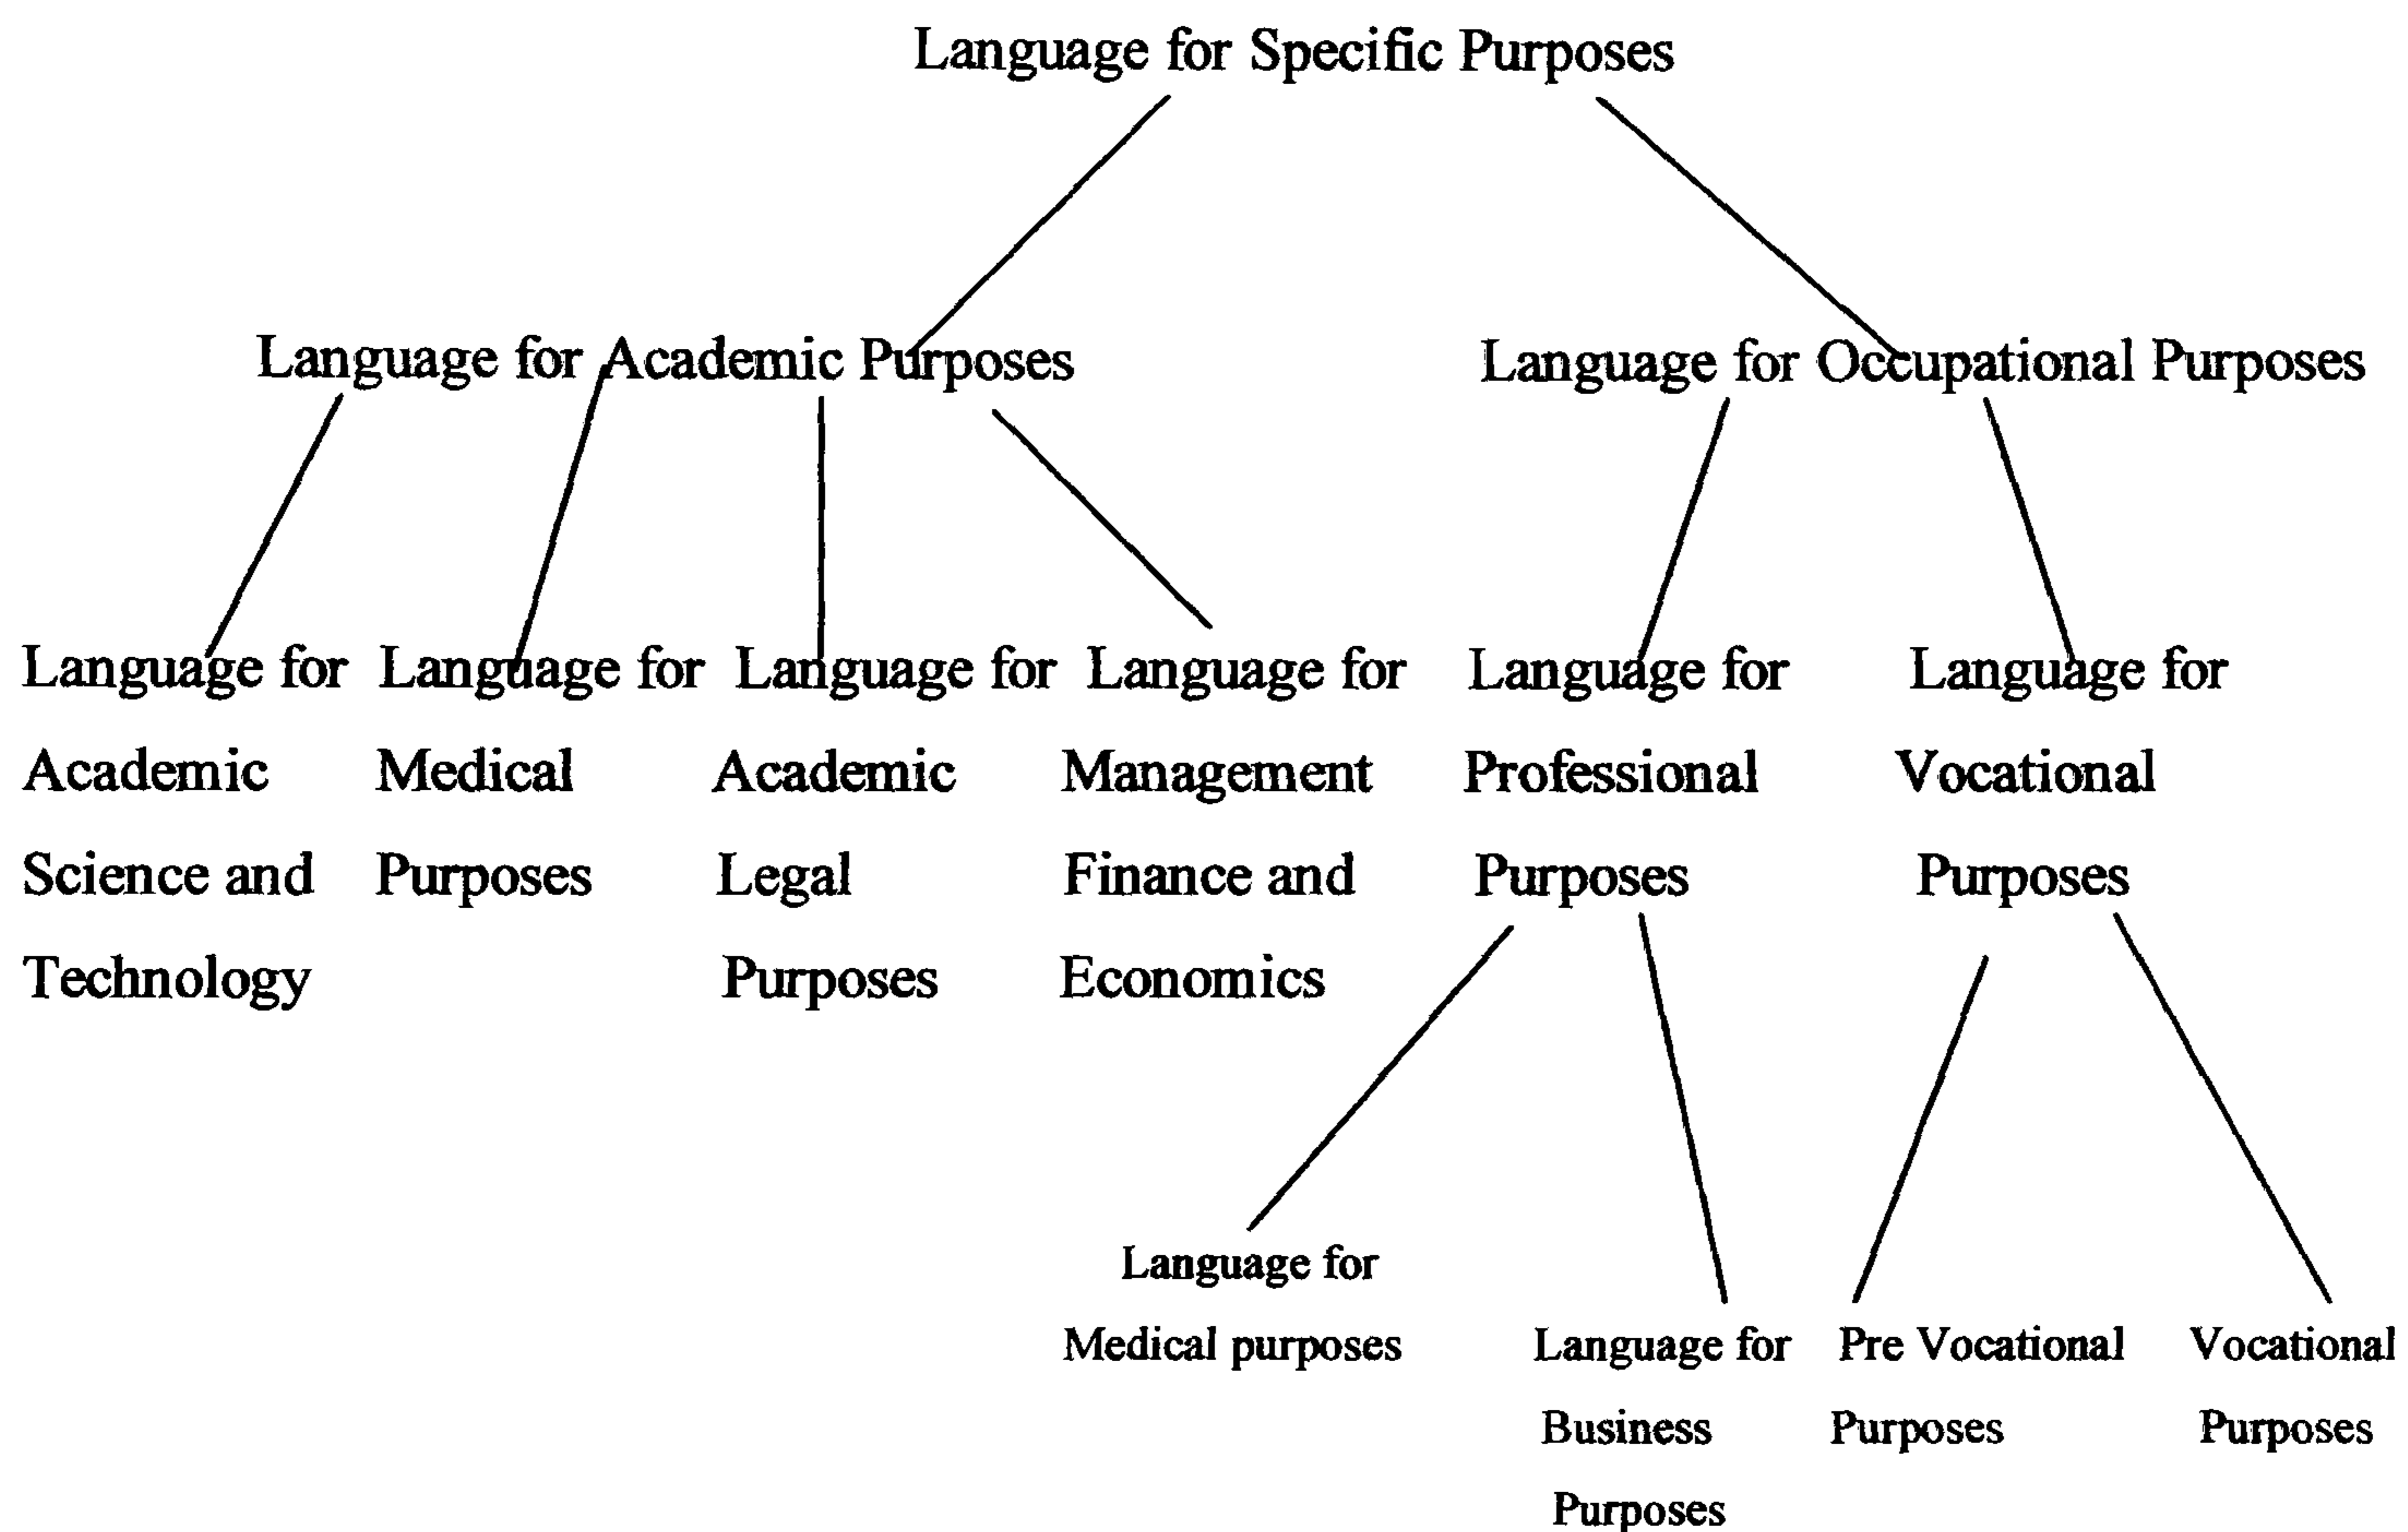 Language for Specific Purposes
Language for Academic Purposes
Language for Occupational Purposes
Language for
Academic
Science and
Technology
Language for
Medical
Purposes
Language for
Academic
Legal
Purposes
Language for
Management
Finance and
Economics
Language for
Professional
Purposes
Language for
Vocational
Purposes
Language for
Medical purposes
Language for
Business
Purposes
Pre Vocational
Purposes
Vocational
Purposes